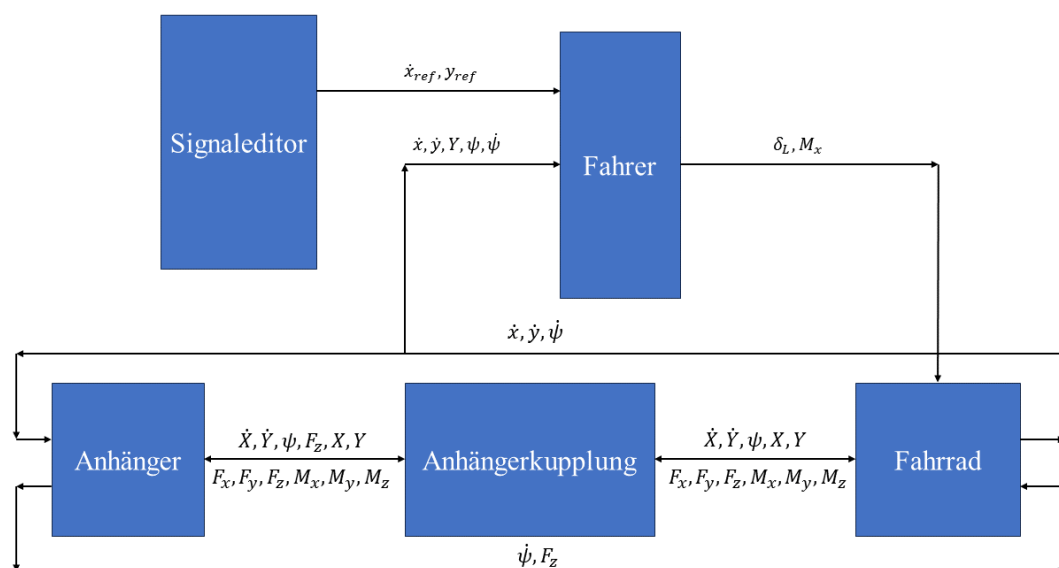 ẋ_ref, y_ref
Signaleditor
ẋ, ẏ, Y, ψ, ψ̇
Fahrer
δ_L, M_x
ẋ, ẏ, ψ̇
Anhänger
Ẋ, Ẏ, ψ, F_z, X, Y
F_x, F_y, F_z, M_x, M_y, M_z
Anhängerkupplung
Ẋ, Ẏ, ψ, X, Y
F_x, F_y, F_z, M_x, M_y, M_z
Fahrrad
ψ̇, F_z